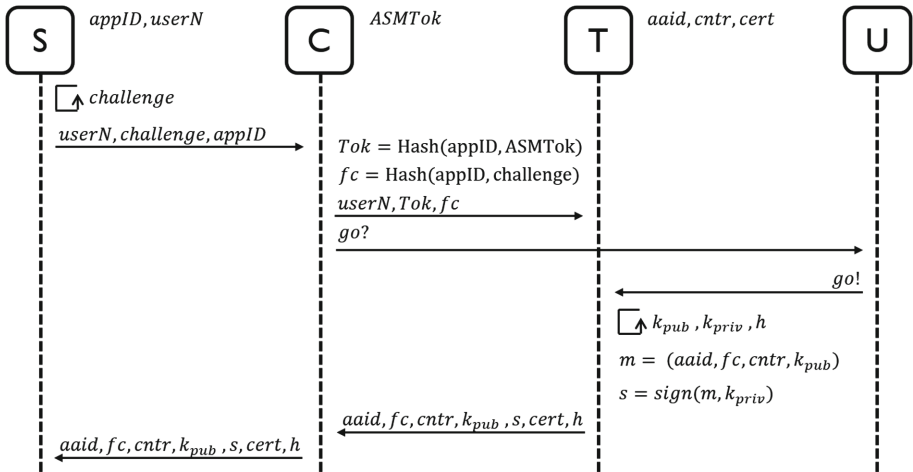 S appID, userN C ASMTok T aaid, cntr, cert U
challenge
userN, challenge, appID
Tok = Hash(appID, ASMTok)
fc = Hash(appID, challenge)
userN, Tok, fc
go?
go!
k_pub , k_priv , h
m = (aaid, fc, cntr, k_pub)
s = sign(m, k_priv)
aaid, fc, cntr, k_pub , s, cert, h
aaid, fc, cntr, k_pub , s, cert, h